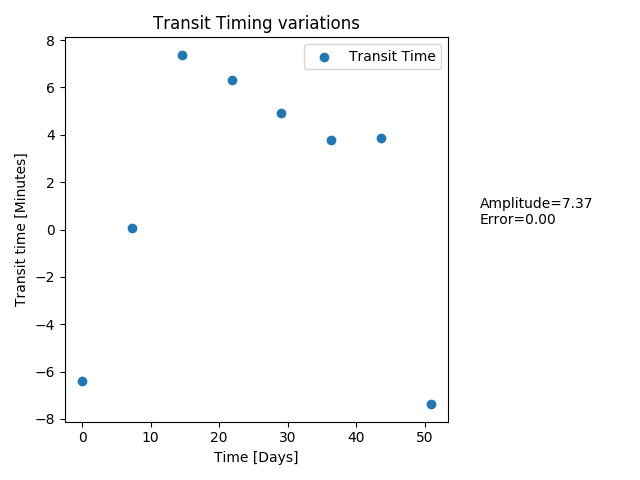 Transit Timing variations
Transit Time
Transit time [Minutes]
8
6
4
2
0
−2
−4
−6
−8
0
10
20
30
40
50
Time [Days]
Amplitude=7.37
Error=0.00